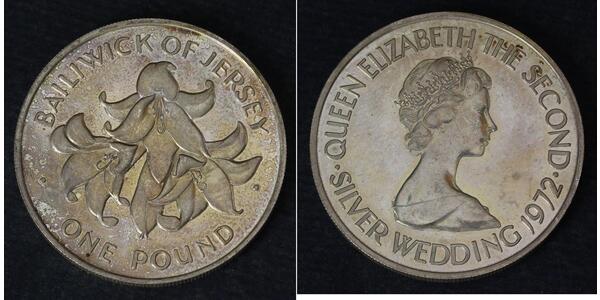 BAILIWICK OF JERSEY
ONE POUND
· QUEEN ELIZABETH THE SECOND ·
SILVER WEDDING 1972